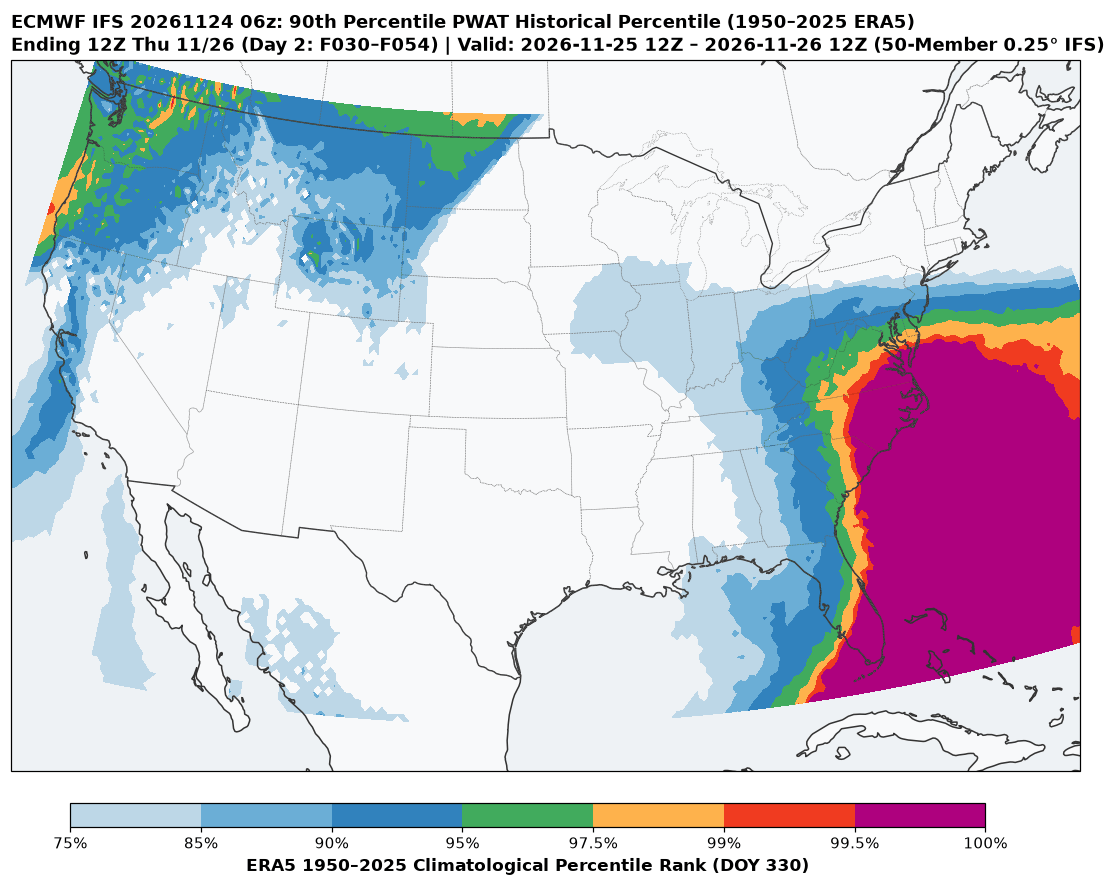 ECMWF IFS 20261124 06z: 90th Percentile PWAT Historical Percentile (1950–2025 ERA5)
Ending 12Z Thu 11/26 (Day 2: F030–F054) | Valid: 2026-11-25 12Z – 2026-11-26 12Z (50-Member 0.25° IFS)
75% 85% 90% 95% 97.5% 99% 99.5% 100%
ERA5 1950–2025 Climatological Percentile Rank (DOY 330)